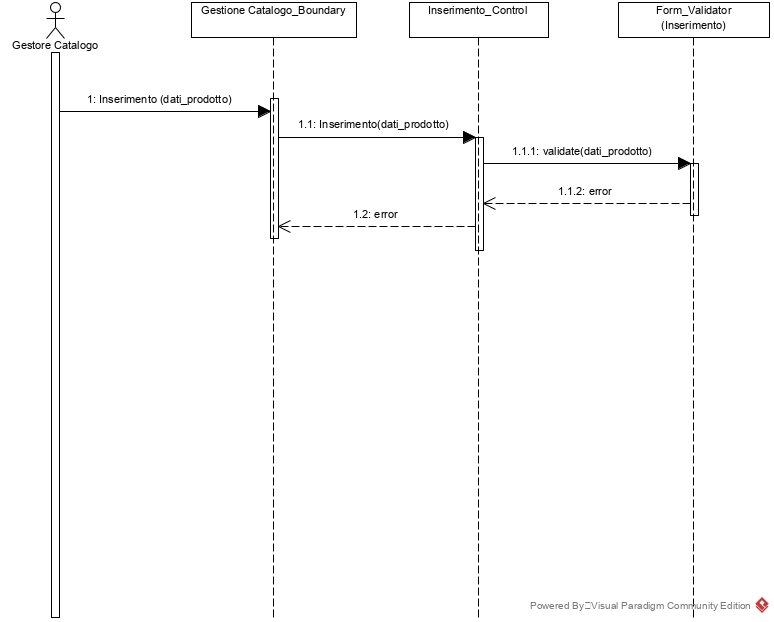 Gestore Catalogo
Gestione Catalogo_Boundary
Inserimento_Control
Form_Validator
(Inserimento)
1: Inserimento (dati_prodotto)
1.1: Inserimento(dati_prodotto)
1.1.1: validate(dati_prodotto)
1.1.2: error
1.2: error
Powered By Visual Paradigm Community Edition